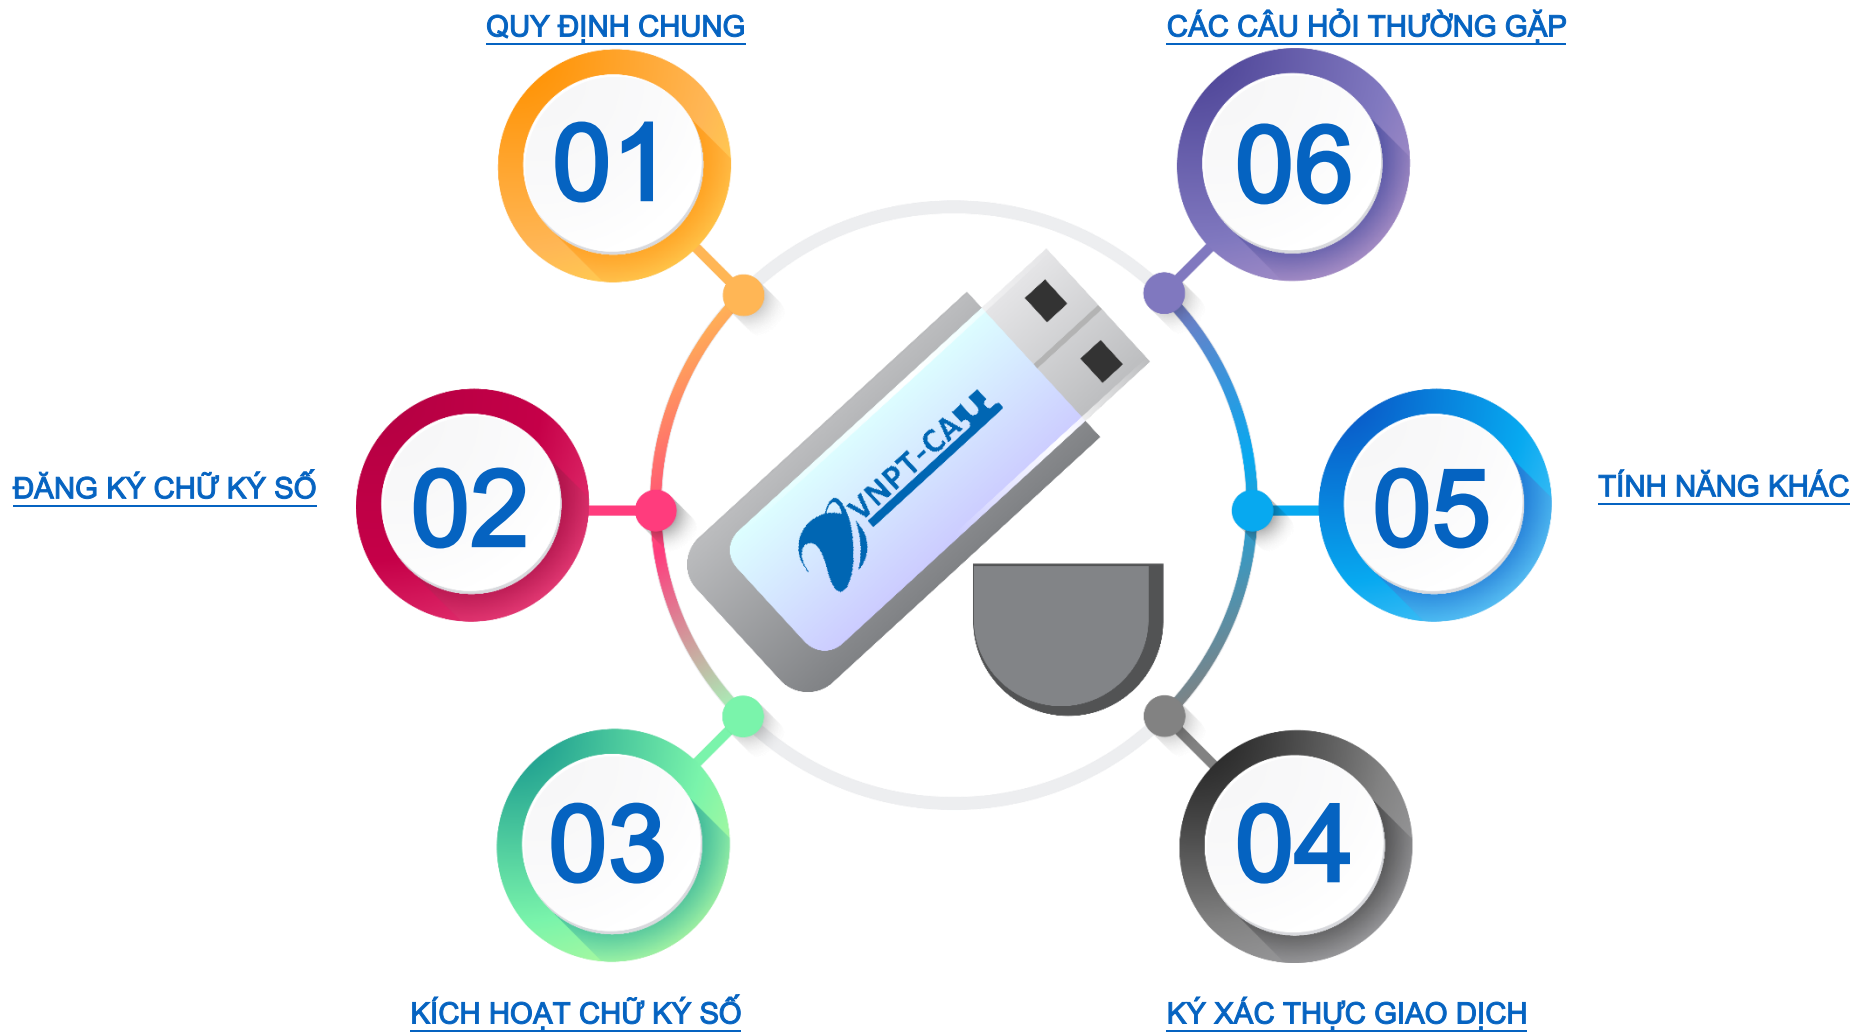 QUY ĐỊNH CHUNG
01
ĐĂNG KÝ CHỮ KÝ SỐ
02
KÍCH HOẠT CHỮ KÝ SỐ
03
KÝ XÁC THỰC GIAO DỊCH
04
TÍNH NĂNG KHÁC
05
CÁC CÂU HỎI THƯỜNG GẶP
06
VNPT-CA